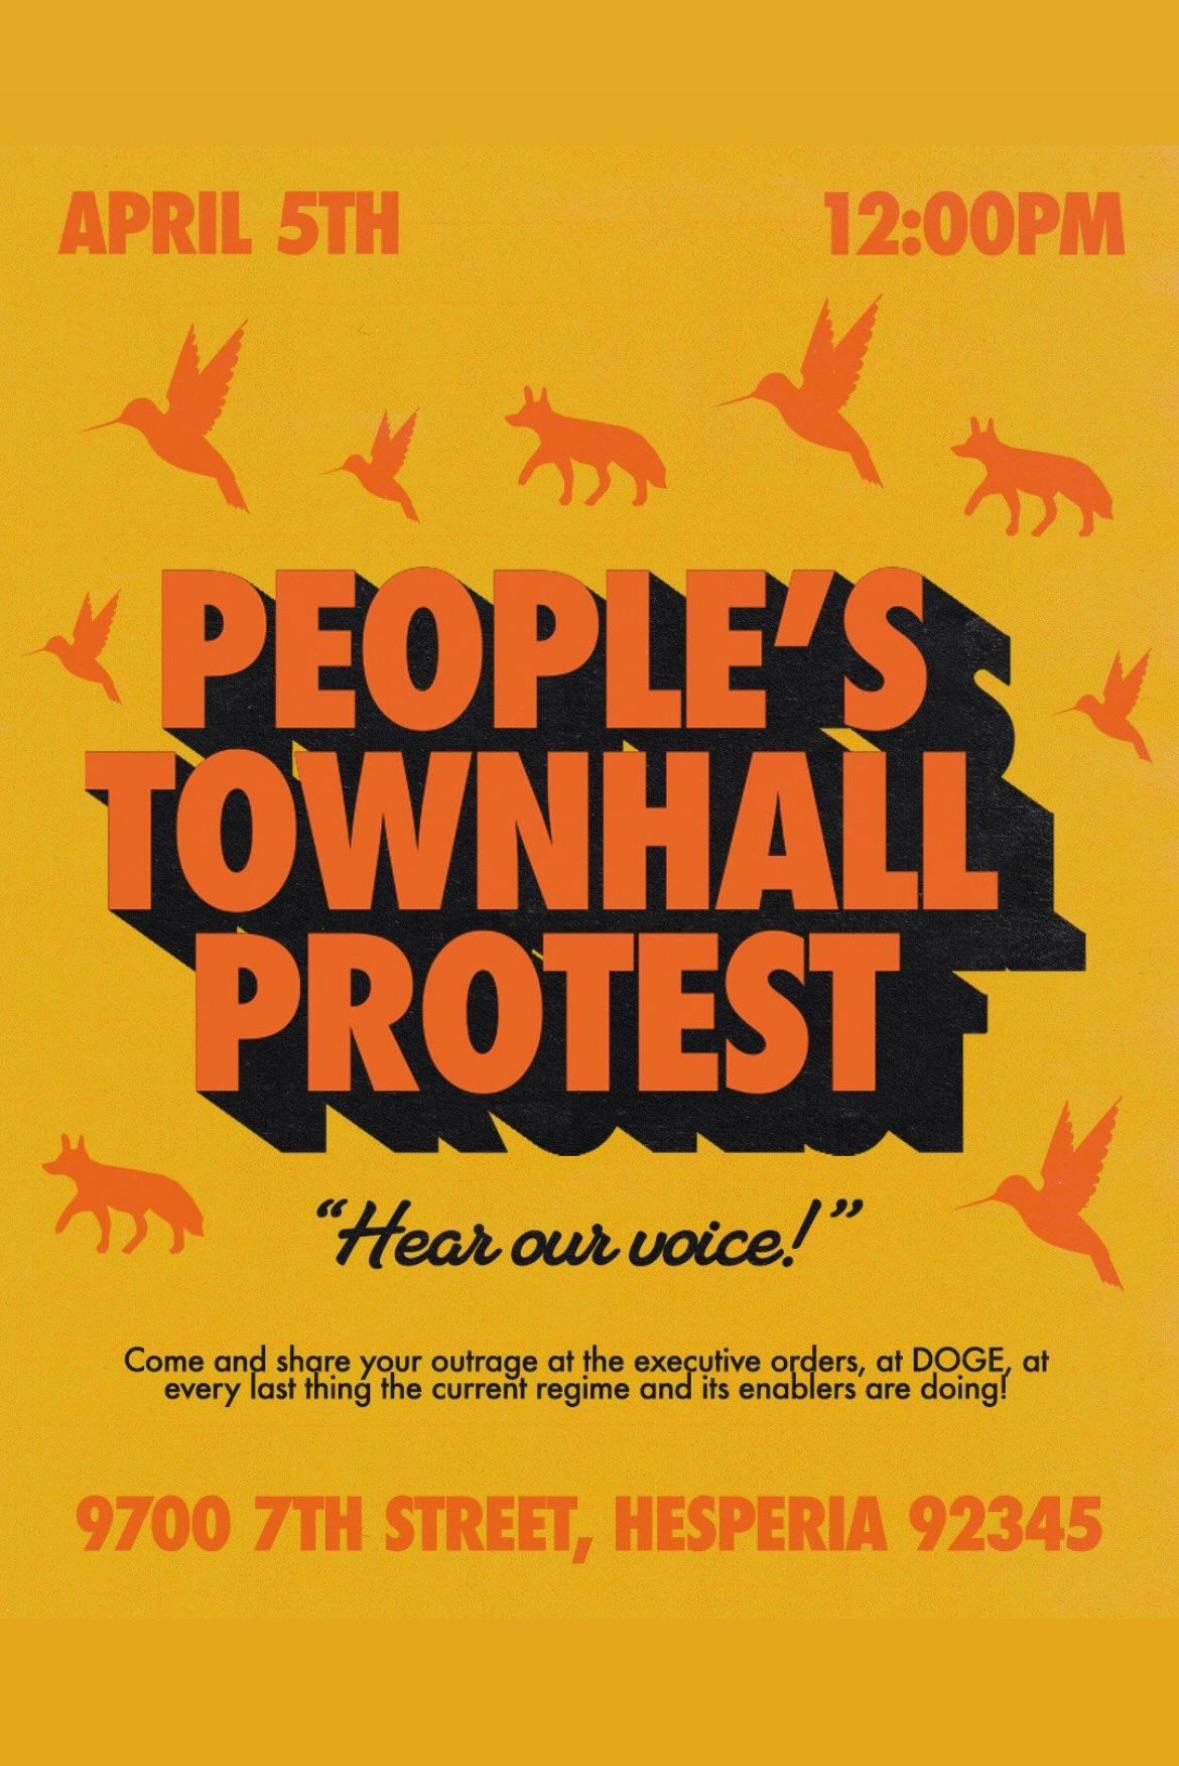 APRIL 5TH
12:00PM
PEOPLE'S
TOWNHALL
PROTEST
“Hear our voice!”
Come and share your outrage at the executive orders, at DOGE, at
every last thing the current regime and its enablers are doing!
9700 7TH STREET, HESPERIA 92345